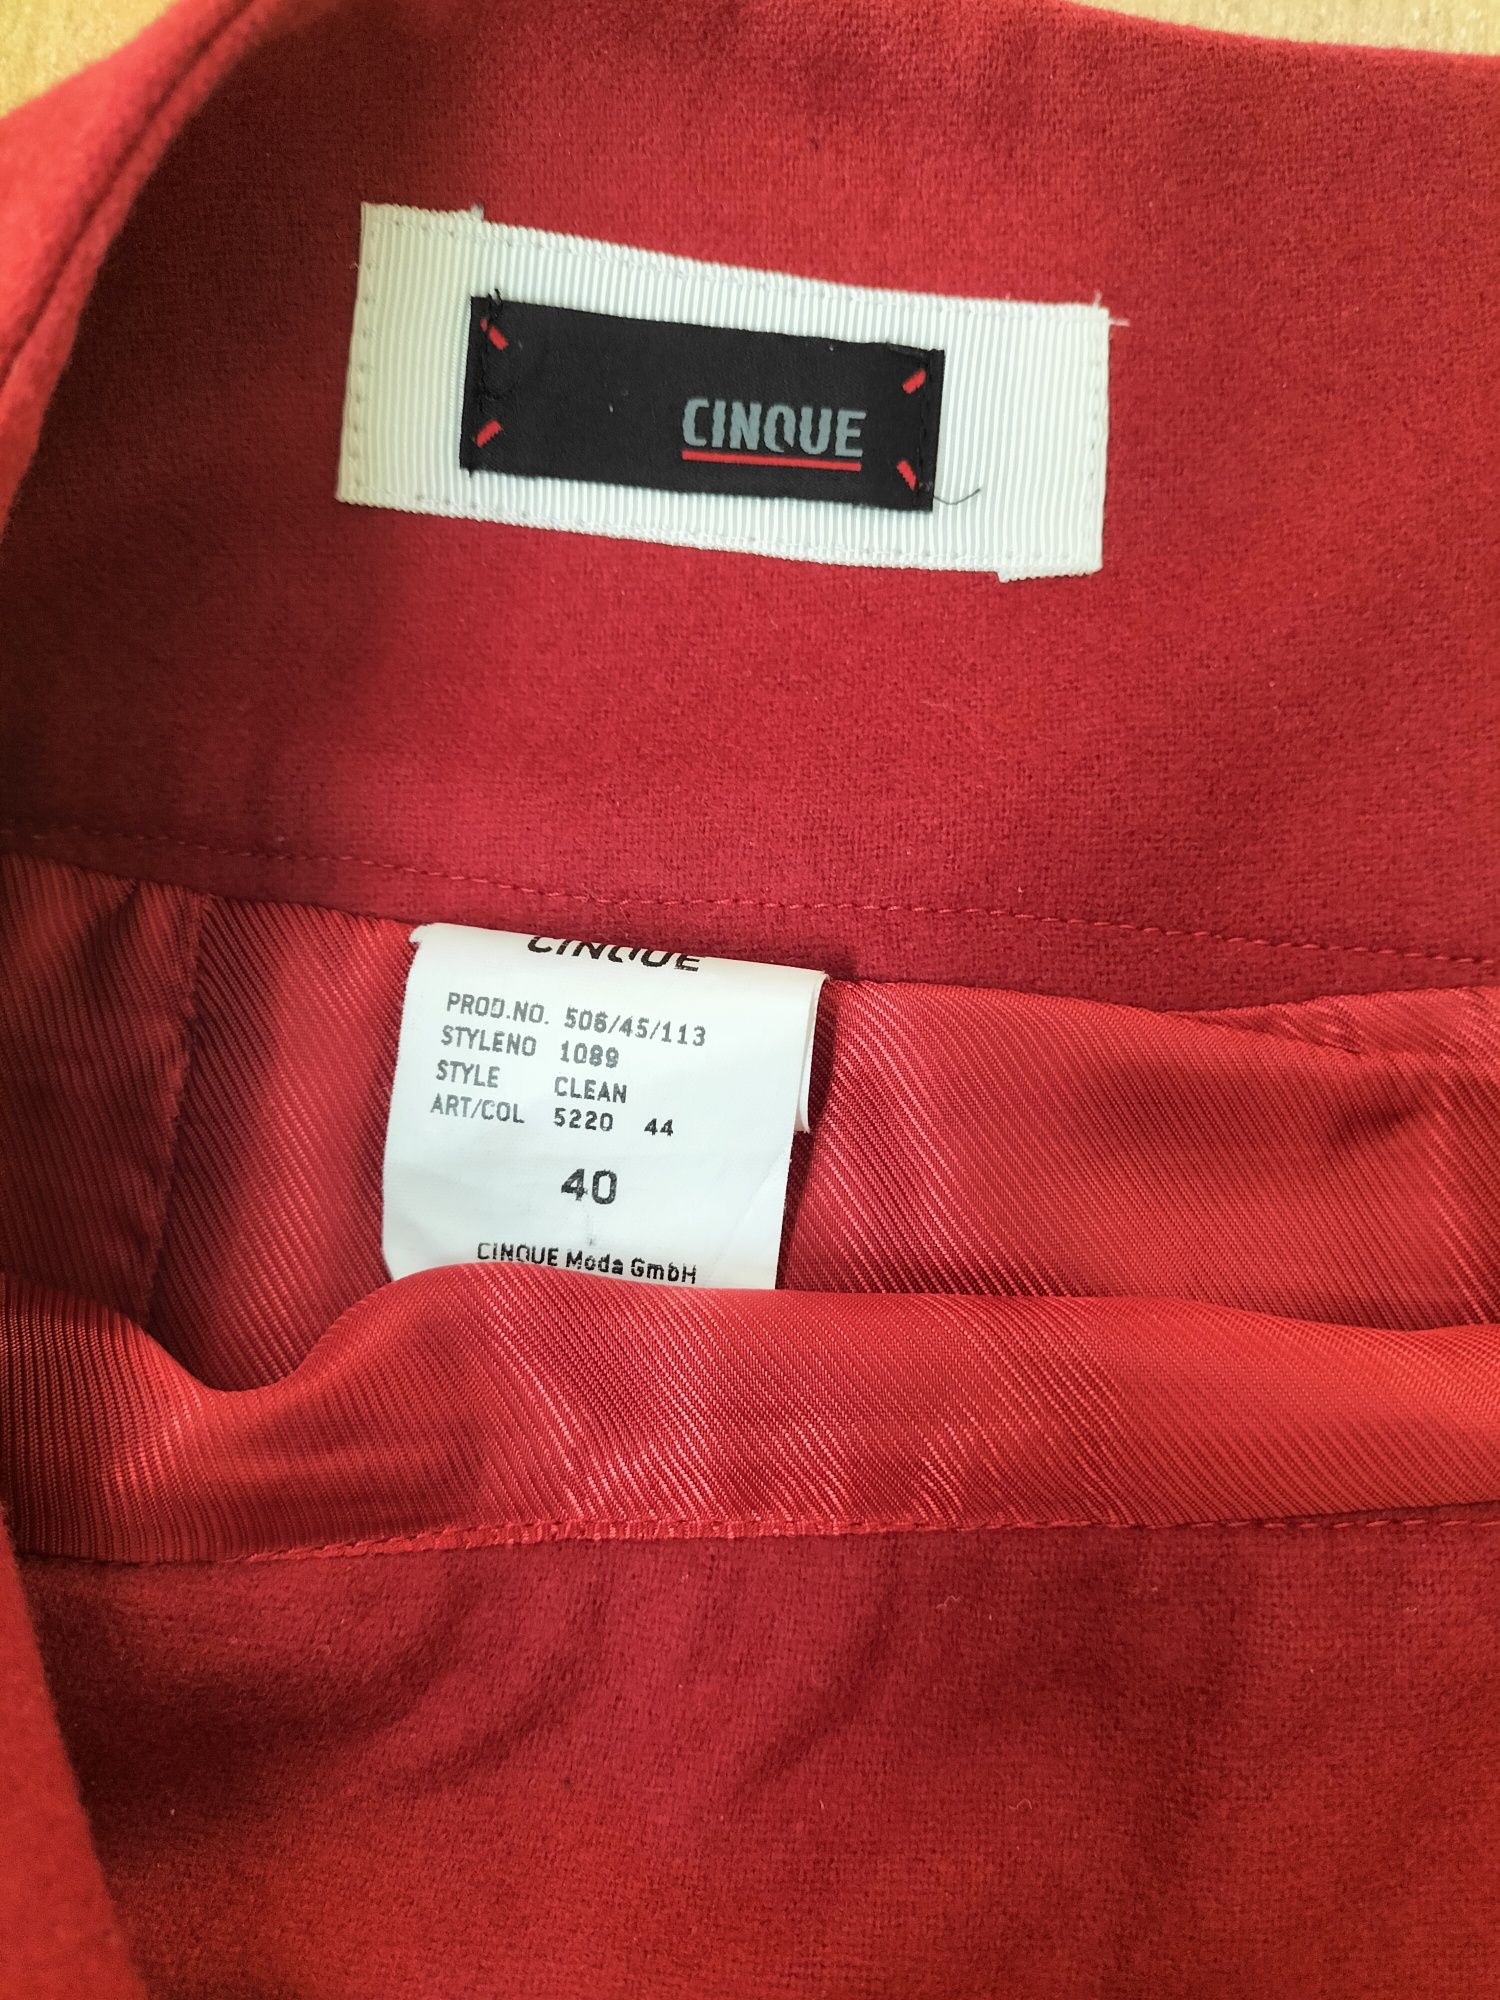 CINQUE
CINQUE
PROD.NO. 506/45/113
STYLENO 1089
STYLE CLEAN
ART/COL 5220 44
40
CINQUE Moda GmbH